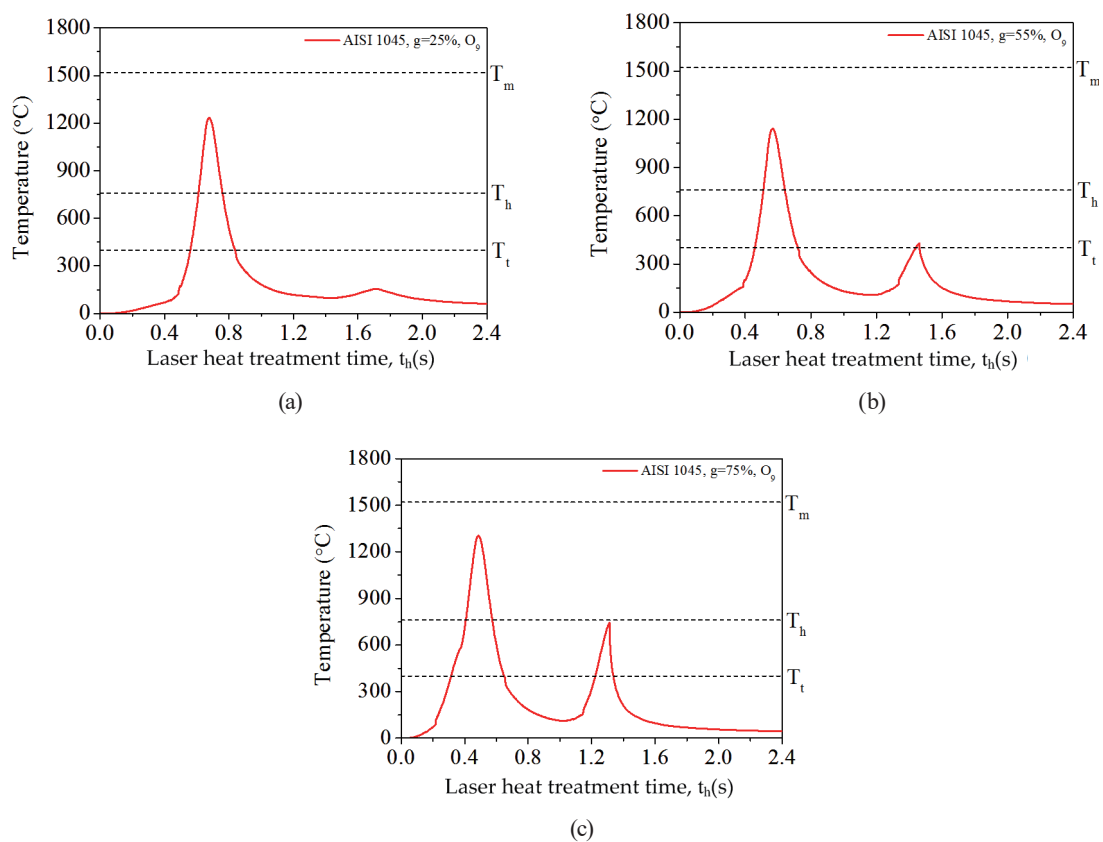 1800
1500
1200
900
600
300
0
Temperature (°C)
AISI 1045, g=25%, O₉
Tₘ
Tₕ
Tₜ
0.0 0.4 0.8 1.2 1.6 2.0 2.4
Laser heat treatment time, tₕ(s)
(a)
1800
1500
1200
900
600
300
0
Temperature (°C)
AISI 1045, g=55%, O₉
Tₘ
Tₕ
Tₜ
0.0 0.4 0.8 1.2 1.6 2.0 2.4
Laser heat treatment time, tₕ(s)
(b)
1800
1500
1200
900
600
300
0
Temperature (°C)
AISI 1045, g=75%, O₉
Tₘ
Tₕ
Tₜ
0.0 0.4 0.8 1.2 1.6 2.0 2.4
Laser heat treatment time, tₕ(s)
(c)